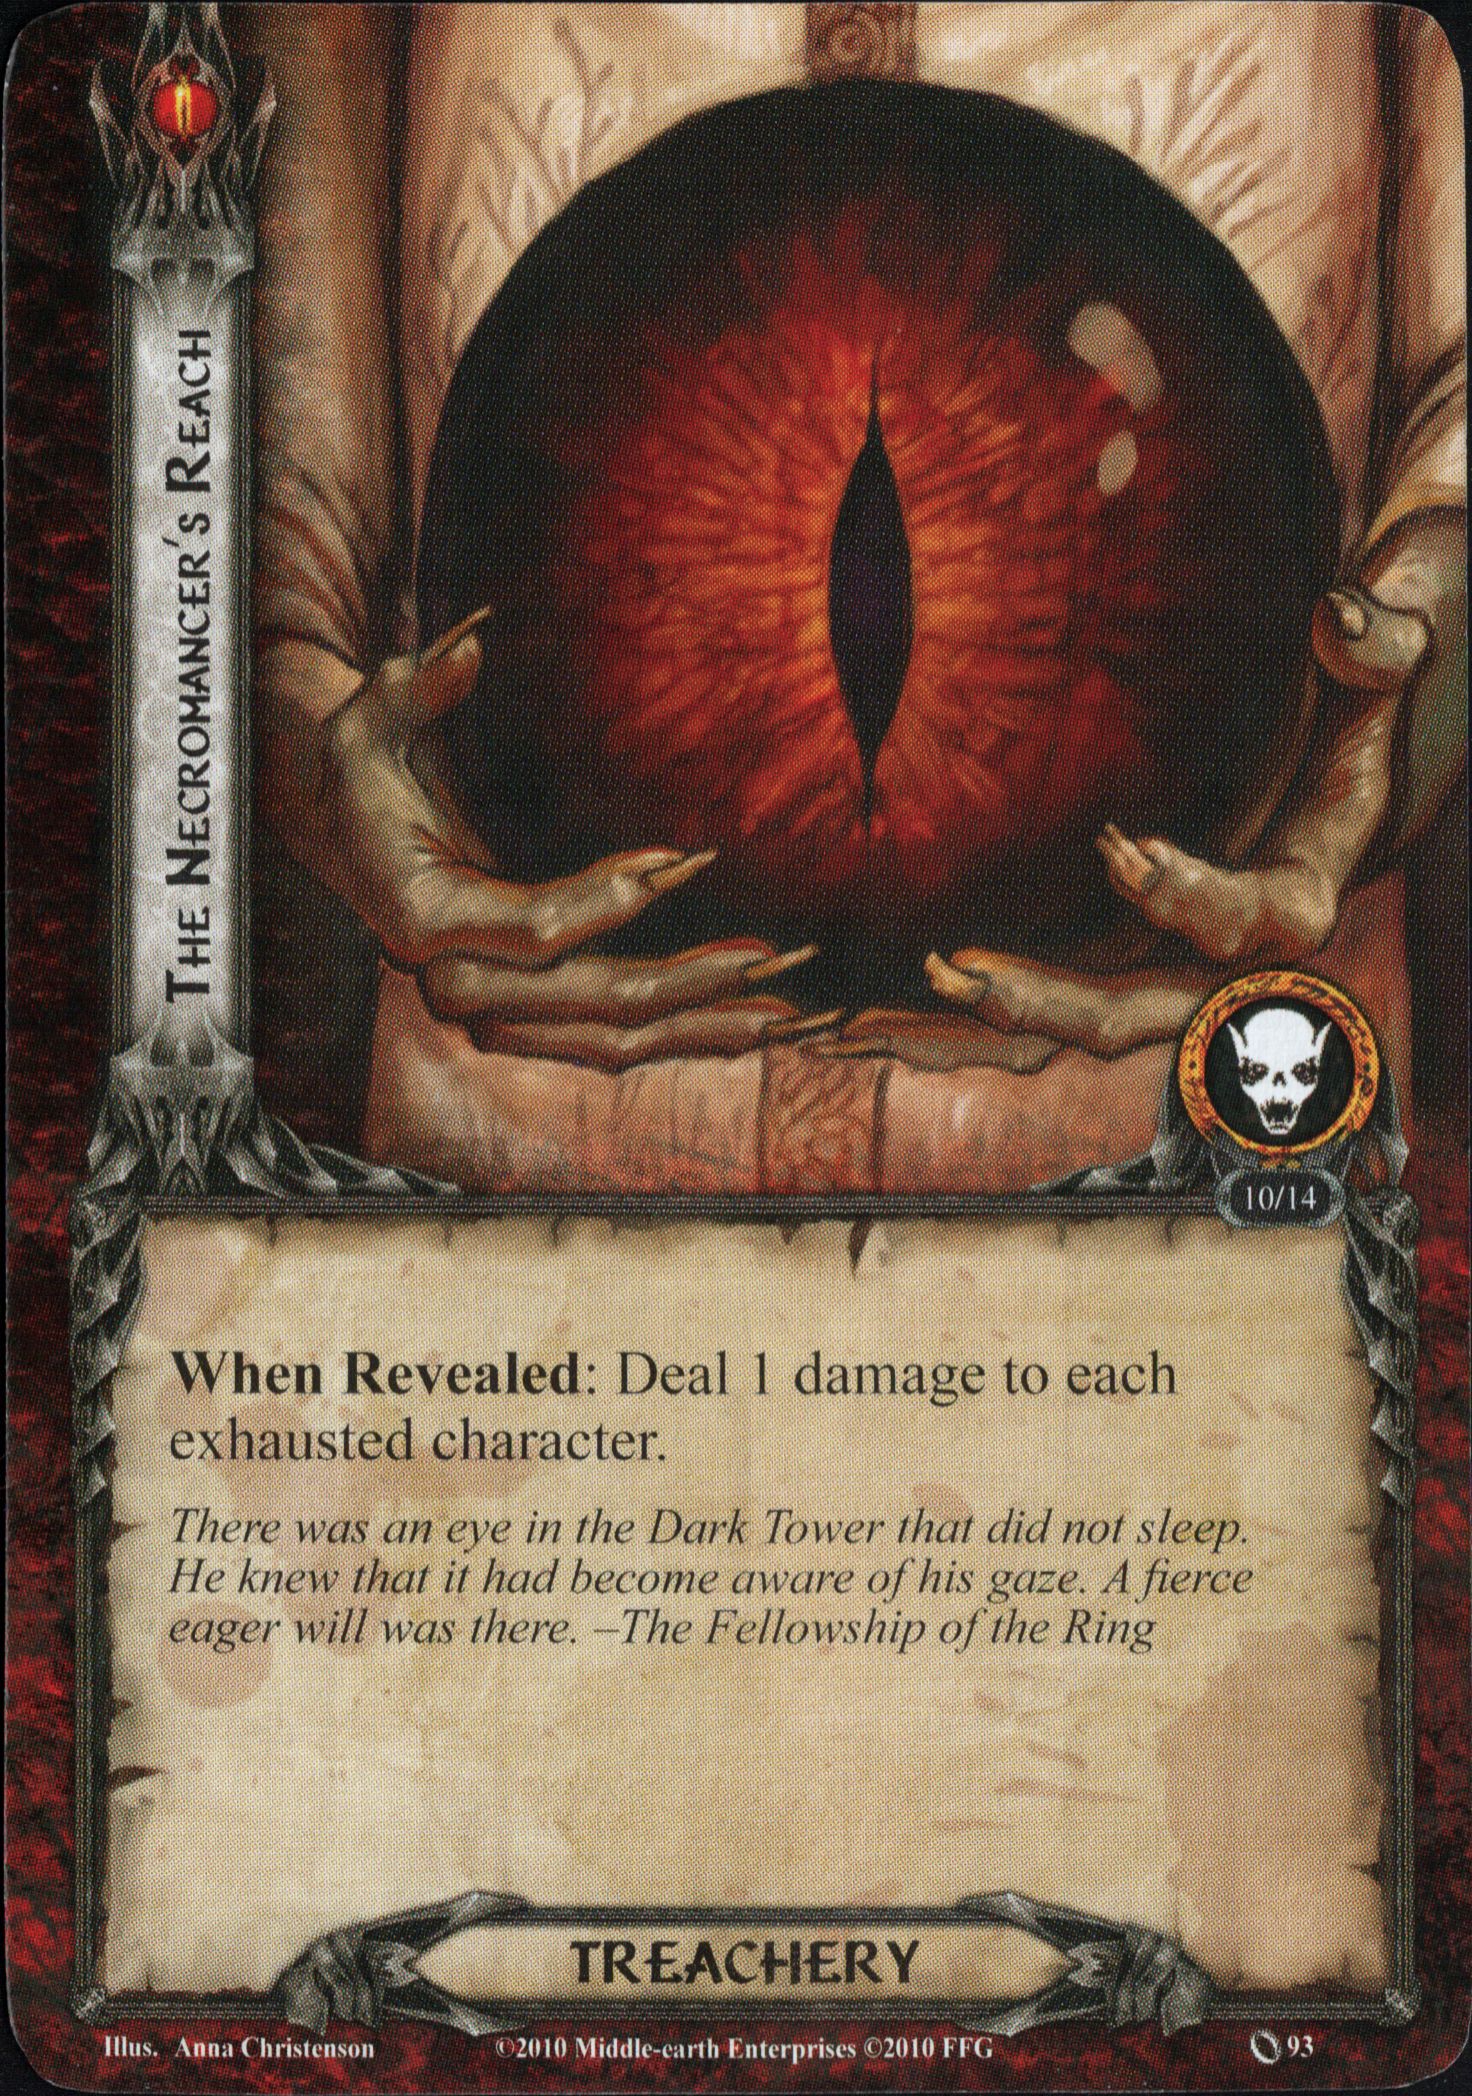 The Necromancer's Reach
10/14
When Revealed: Deal 1 damage to each
exhausted character.
There was an eye in the Dark Tower that did not sleep.
He knew that it had become aware of his gaze. A fierce
eager will was there. –The Fellowship of the Ring
TREACHERY
Illus. Anna Christenson
©2010 Middle-earth Enterprises ©2010 FFG
93